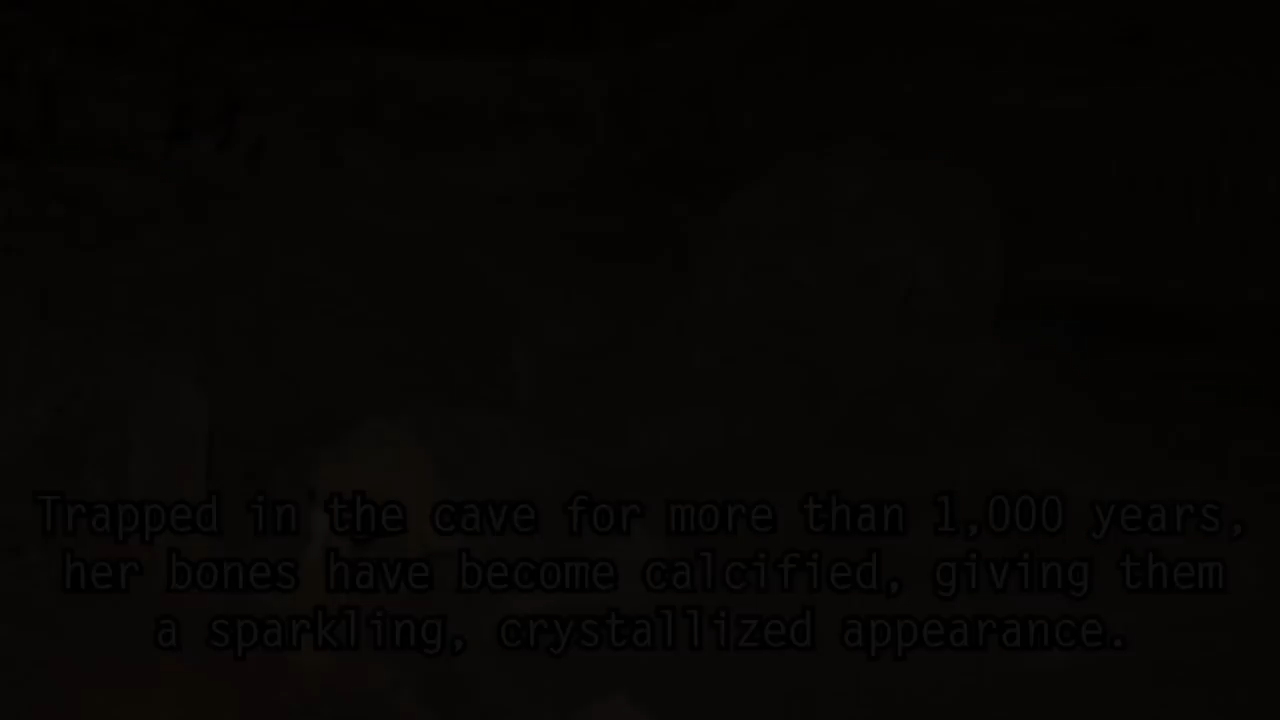 Trapped in the cave for more than 1,000 years,
her bones have become calcified, giving them
a sparkling, crystallized appearance.